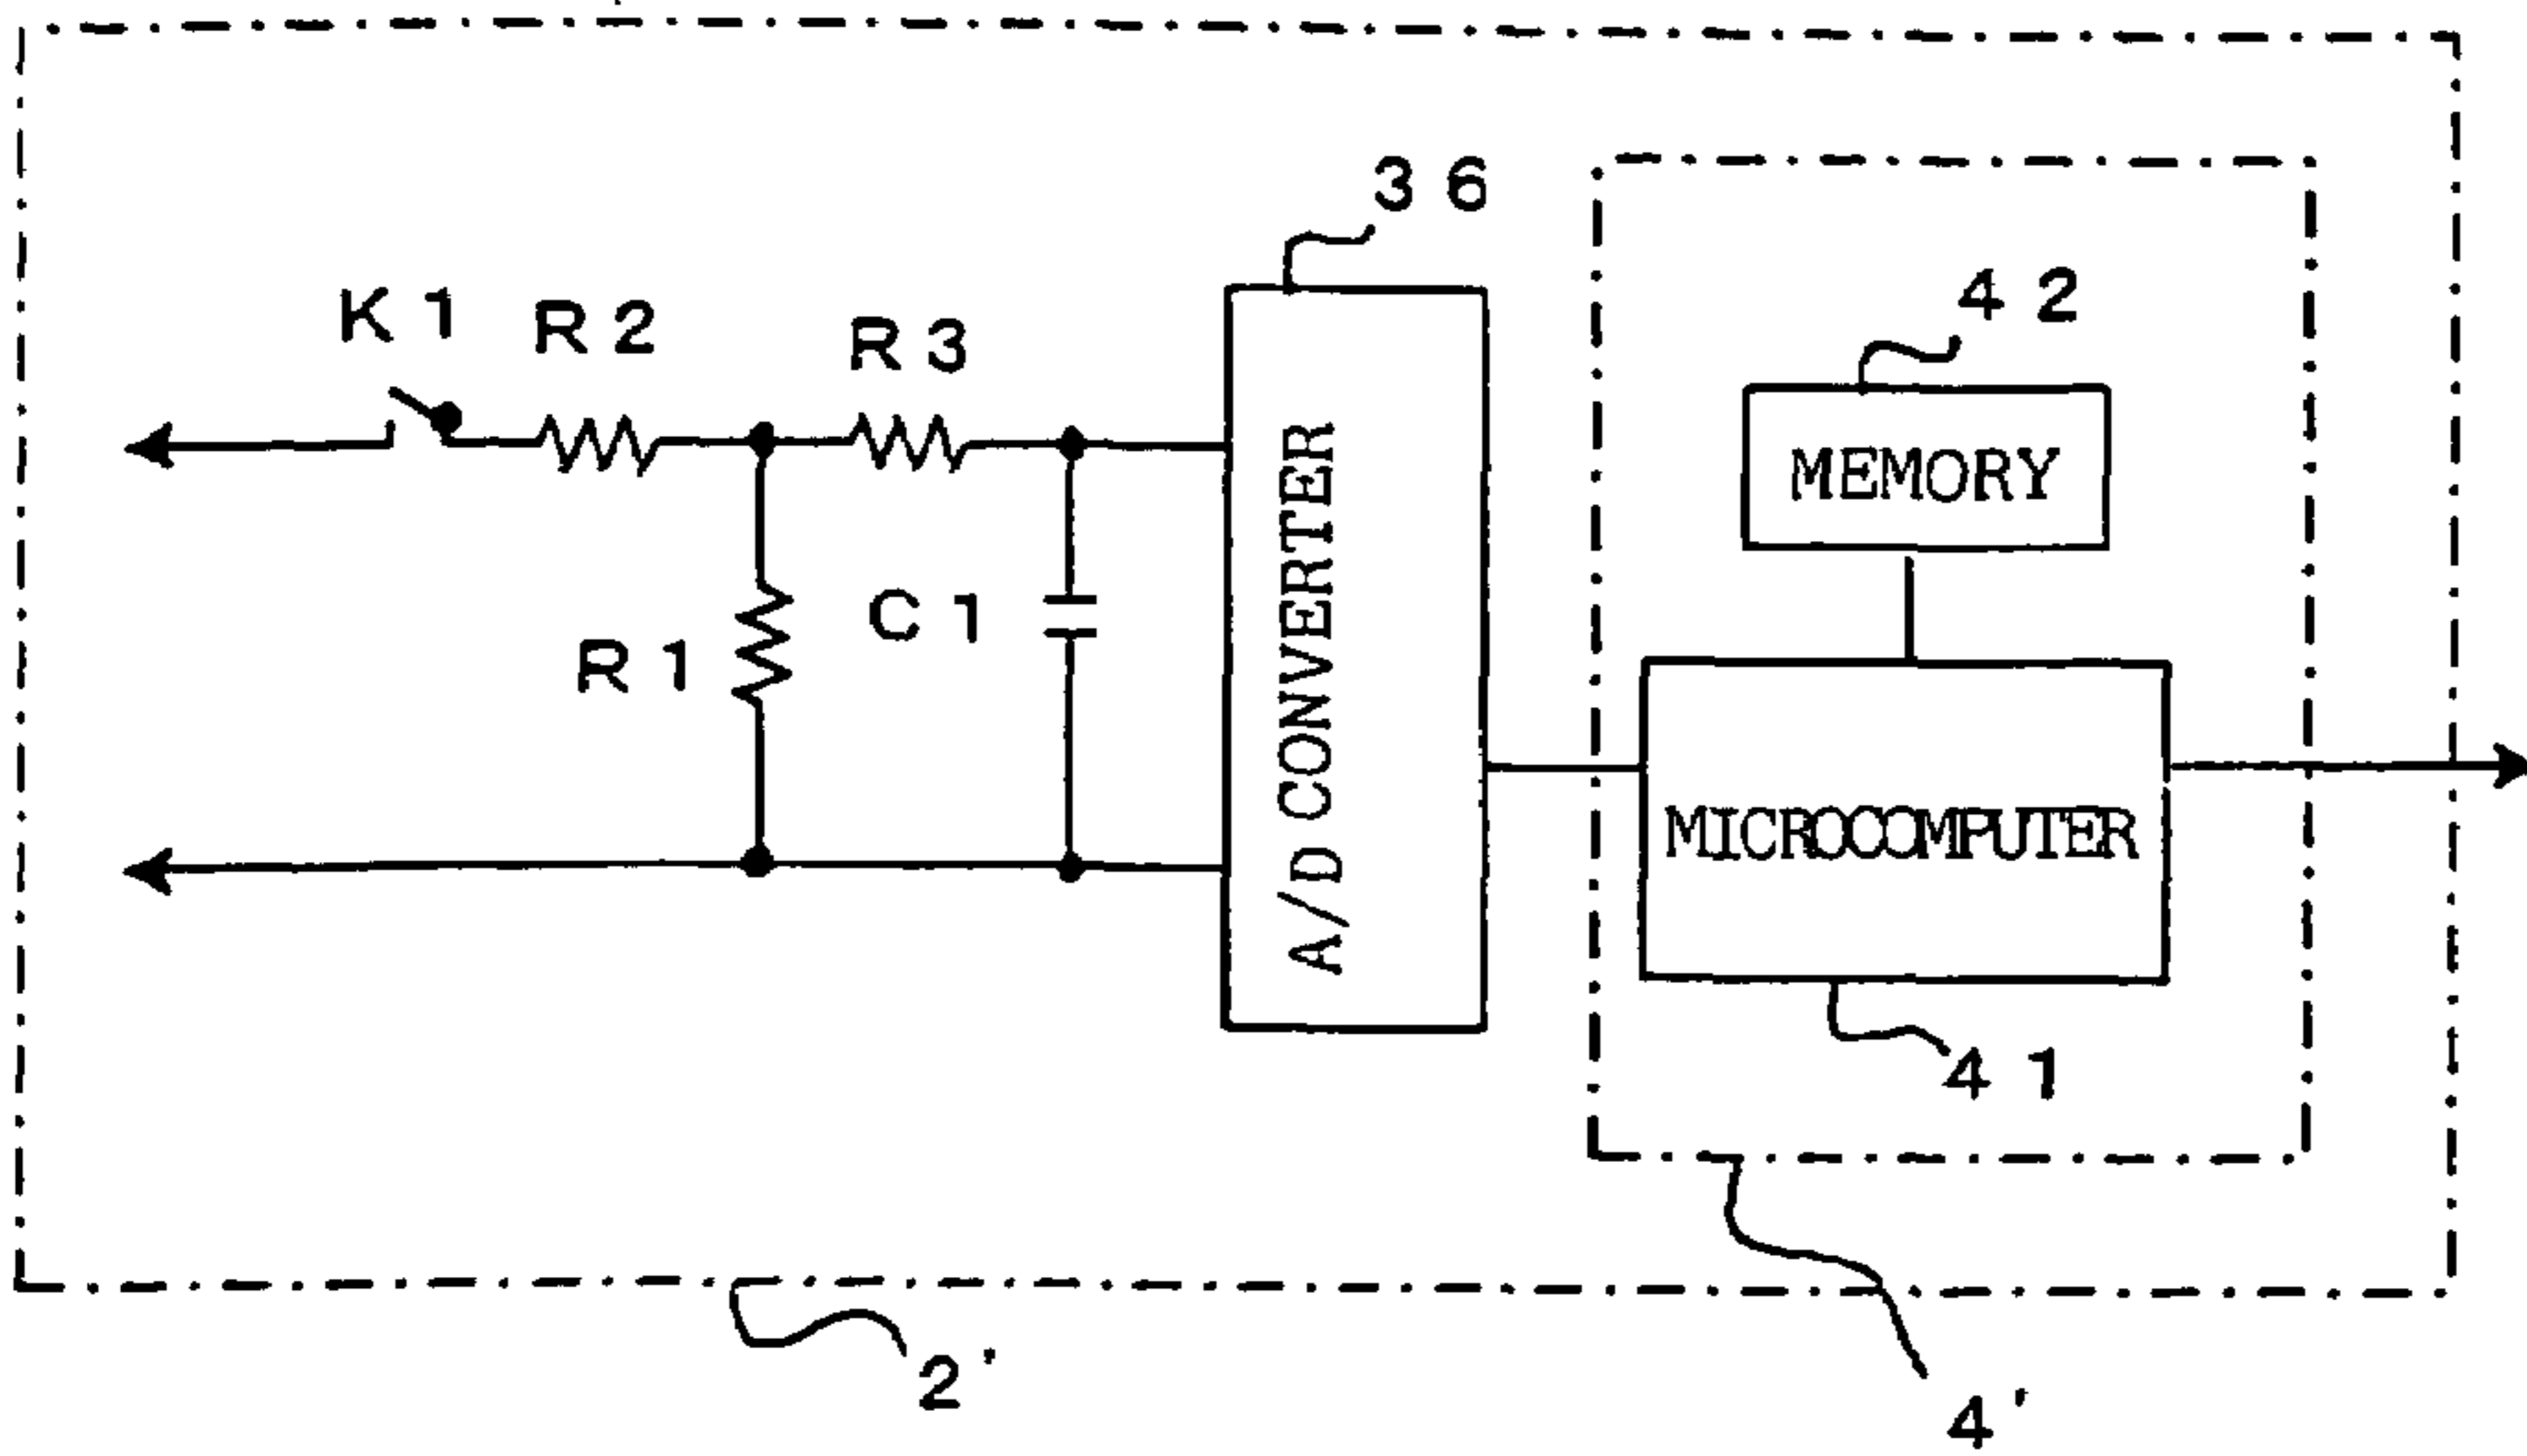 36
42
K1
R2
R3
MEMORY
A/D CONVERTER
R1
C1
MICROCOMPUTER
41
2'
4'